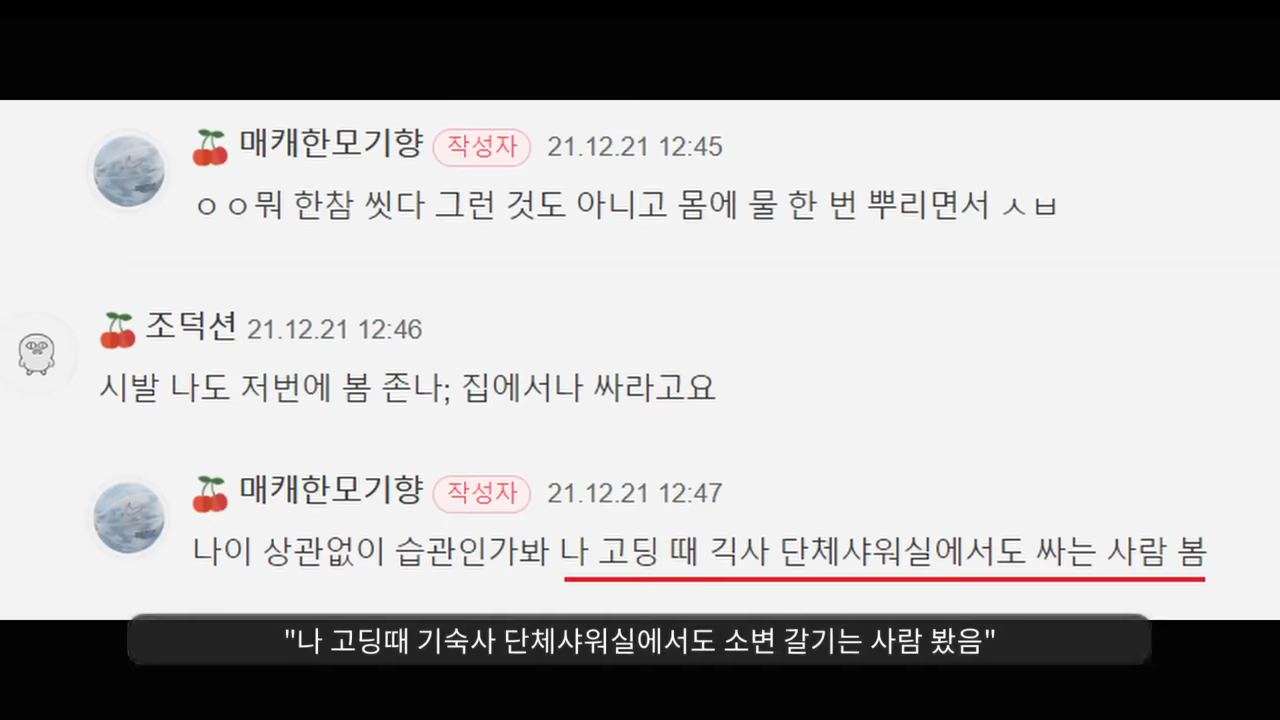 매캐한모기향 작성자 21.12.21 12:45
ㅇㅇ뭐 한참 씻다 그런 것도 아니고 몸에 물 한 번 뿌리면서 ㅅㅂ
조덕션 21.12.21 12:46
시발 나도 저번에 봄 존나; 집에서나 싸라고요
매캐한모기향 작성자 21.12.21 12:47
나이 상관없이 습관인가봐 나 고딩 때 긱사 단체샤워실에서도 싸는 사람 봄
"나 고딩때 기숙사 단체샤워실에서도 소변 갈기는 사람 봤음"